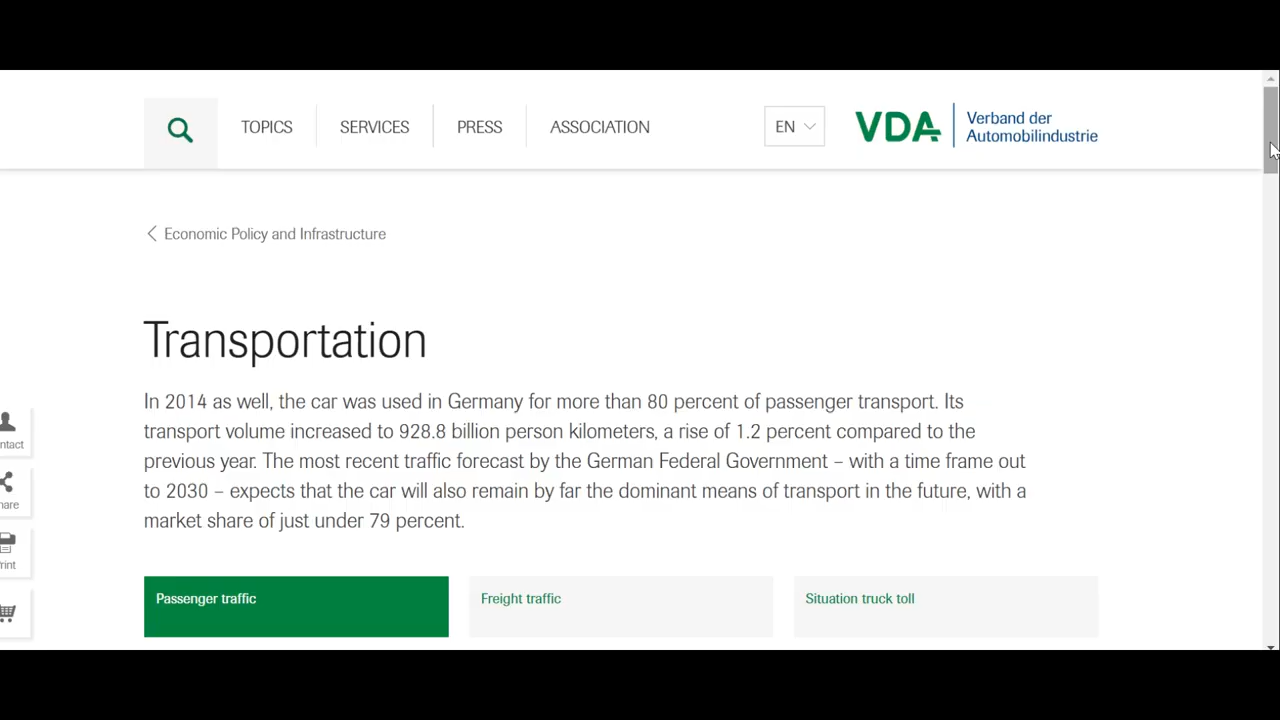 TOPICS SERVICES PRESS ASSOCIATION EN VDA Verband der
Automobilindustrie
Economic Policy and Infrastructure
Transportation
In 2014 as well, the car was used in Germany for more than 80 percent of passenger transport. Its
transport volume increased to 928.8 billion person kilometers, a rise of 1.2 percent compared to the
previous year. The most recent traffic forecast by the German Federal Government – with a time frame out
to 2030 – expects that the car will also remain by far the dominant means of transport in the future, with a
market share of just under 79 percent.
ntact
hare
rint
Passenger traffic Freight traffic Situation truck toll